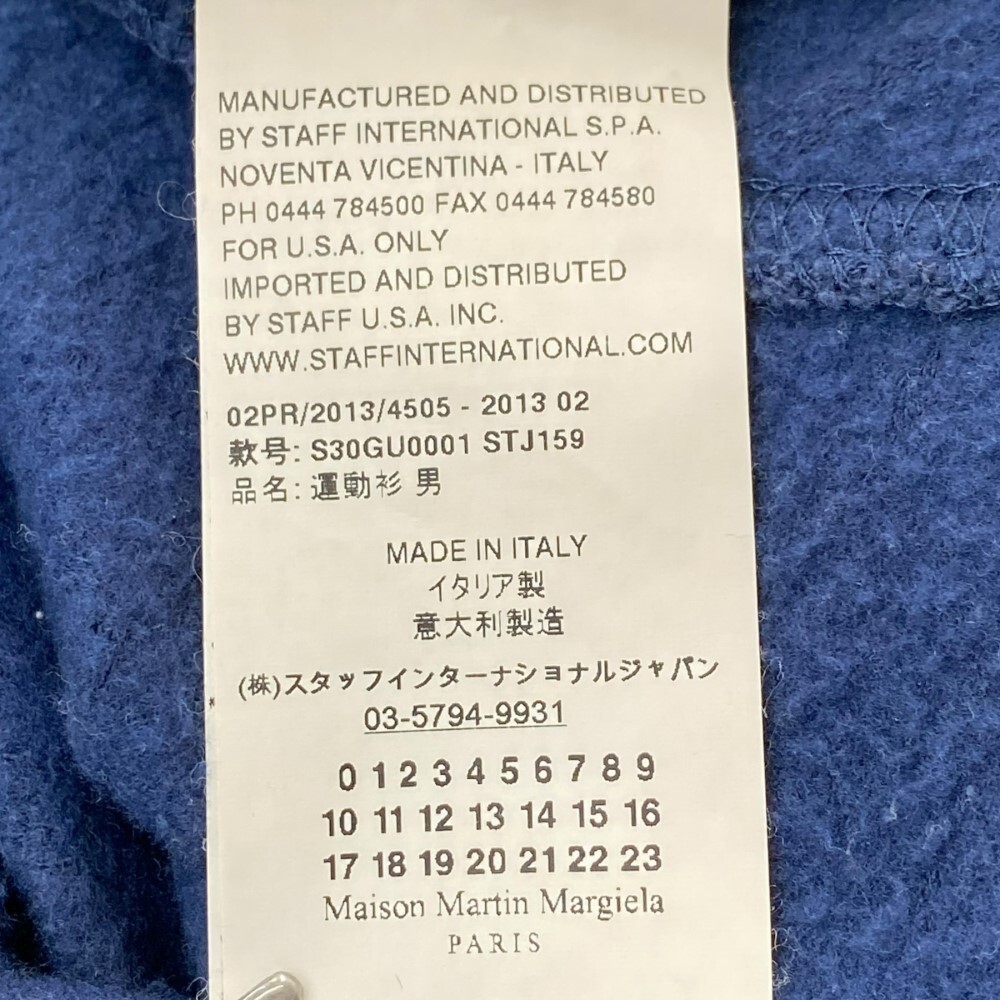 MANUFACTURED AND DISTRIBUTED
BY STAFF INTERNATIONAL S.P.A.
NOVENTA VICENTINA - ITALY
PH 0444 784500 FAX 0444 784580
FOR U.S.A. ONLY
IMPORTED AND DISTRIBUTED
BY STAFF U.S.A. INC.
WWW.STAFFINTERNATIONAL.COM
02PR/2013/4505 - 2013 02
款号: S30GU0001 STJ159
品名: 運動衫 男
MADE IN ITALY
イタリア製
意大利製造
(株)スタッフインターナショナルジャパン
03-5794-9931
0 1 2 3 4 5 6 7 8 9
10 11 12 13 14 15 16
17 18 19 20 21 22 23
Maison Martin Margiela
PARIS